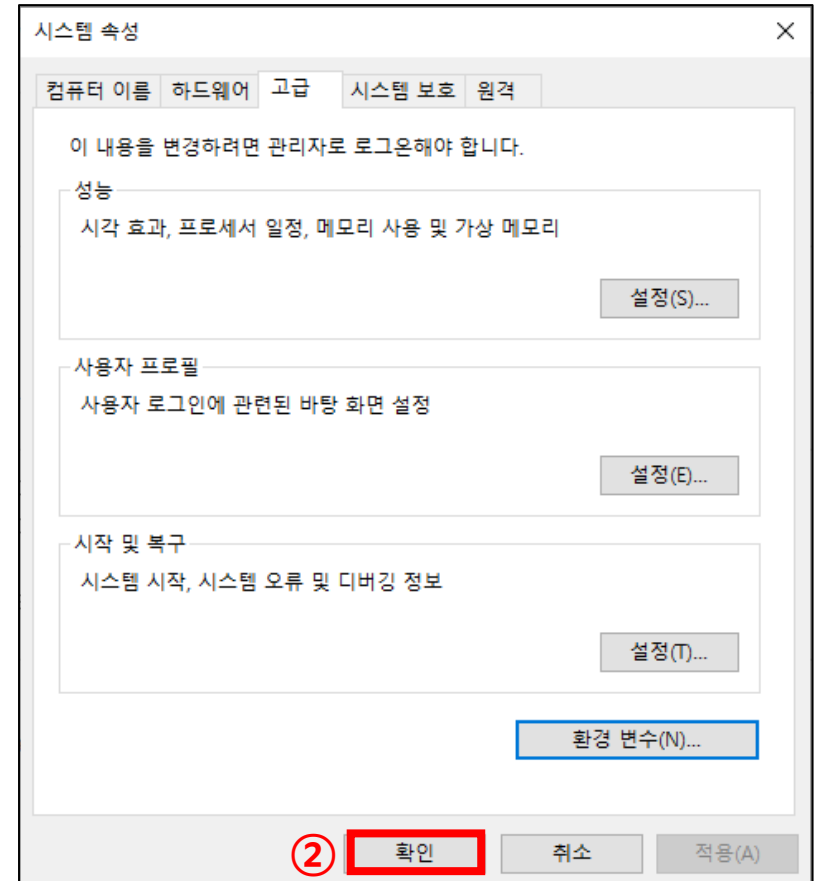 시스템 속성
컴퓨터 이름 하드웨어 고급 시스템 보호 원격
이 내용을 변경하려면 관리자로 로그온해야 합니다.
성능
시각 효과, 프로세서 일정, 메모리 사용 및 가상 메모리
설정(S)...
사용자 프로필
사용자 로그인에 관련된 바탕 화면 설정
설정(E)...
시작 및 복구
시스템 시작, 시스템 오류 및 디버깅 정보
설정(T)...
환경 변수(N)...
② 확인 취소 적용(A)